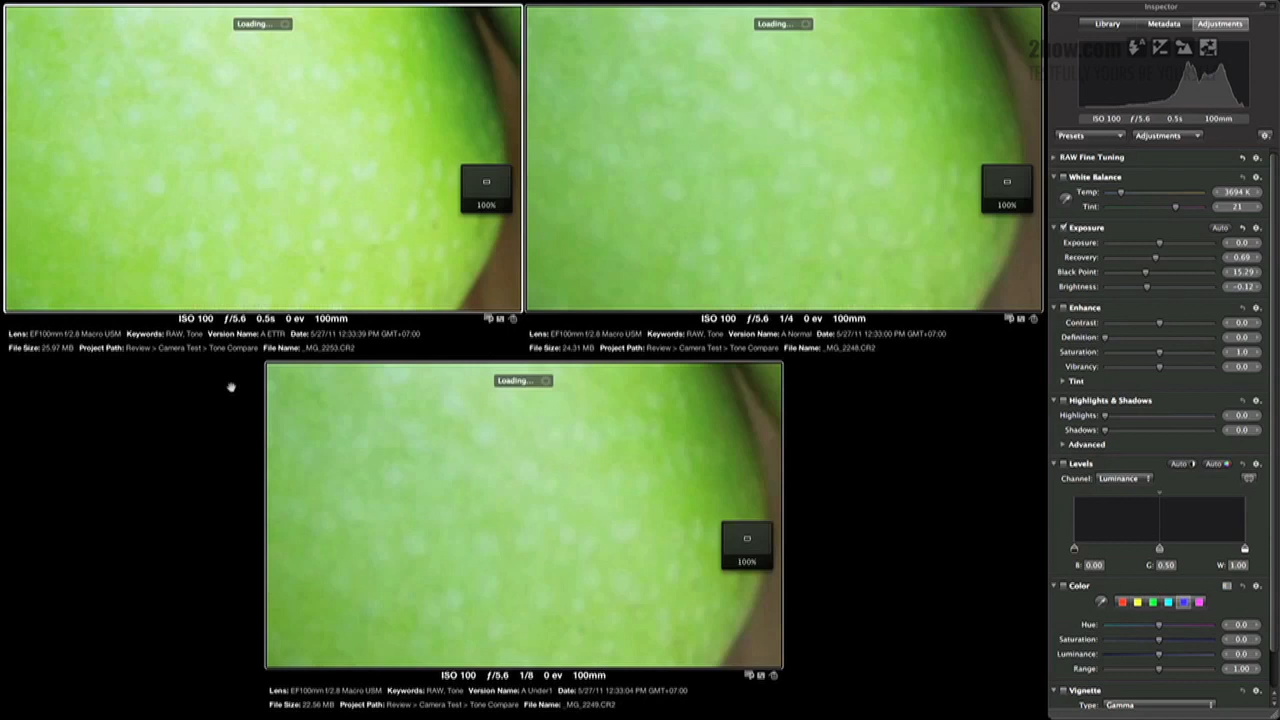 Loading...
100%
ISO 100 ƒ/5.6 0.5s 0 ev 100mm
Lens: EF100mm f/2.8 Macro USM Keywords: RAW, Tone Version Name: A ETTR Date: 5/27/11 12:33:39 PM GMT+07:00
File Size: 25.97 MB Project Path: Review > Camera Test > Tone Compare File Name: _MG_2253.CR2
Loading...
100%
ISO 100 ƒ/5.6 1/4 0 ev 100mm
Lens: EF100mm f/2.8 Macro USM Keywords: RAW, Tone Version Name: A Normal Date: 5/27/11 12:33:00 PM GMT+07:00
File Size: 24.31 MB Project Path: Review > Camera Test > Tone Compare File Name: _MG_2248.CR2
Loading...
100%
ISO 100 ƒ/5.6 1/8 0 ev 100mm
Lens: EF100mm f/2.8 Macro USM Keywords: RAW, Tone Version Name: A Under1 Date: 5/27/11 12:33:04 PM GMT+07:00
File Size: 22.56 MB Project Path: Review > Camera Test > Tone Compare File Name: _MG_2249.CR2
Inspector
Library Metadata Adjustments
2how.com
ISO 100 ƒ/5.6 0.5s 100mm
Presets Adjustments
RAW Fine Tuning
White Balance
Temp: 3694 K
Tint: 21
Exposure Auto
Exposure: 0.0
Recovery: 0.69
Black Point: 15.29
Brightness: -0.12
Enhance
Contrast: 0.0
Definition: 0.0
Saturation: 1.0
Vibrancy: 0.0
Tint
Highlights & Shadows
Highlights: 0.0
Shadows: 0.0
Advanced
Levels Auto Auto
Channel: Luminance
B: 0.00 G: 0.50 W: 1.00
Color
Hue: 0.0
Saturation: 0.0
Luminance: 0.0
Range: 1.00
Vignette
Type: Gamma